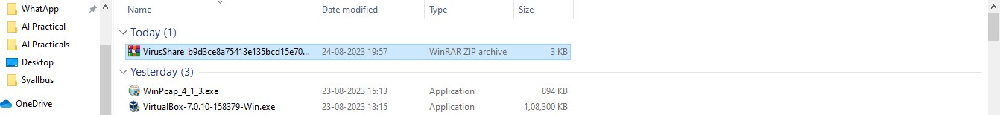 WhatApp
AI Practical
AI Practicals
Desktop
Syallbus
OneDrive
Name Date modified Type Size
Today (1)
VirusShare_b9d3ce8a75413e135bcd15e70... 24-08-2023 19:57 WinRAR ZIP archive 3 KB
Yesterday (3)
WinPcap_4_1_3.exe 23-08-2023 15:13 Application 894 KB
VirtualBox-7.0.10-158379-Win.exe 23-08-2023 13:15 Application 1,08,300 KB